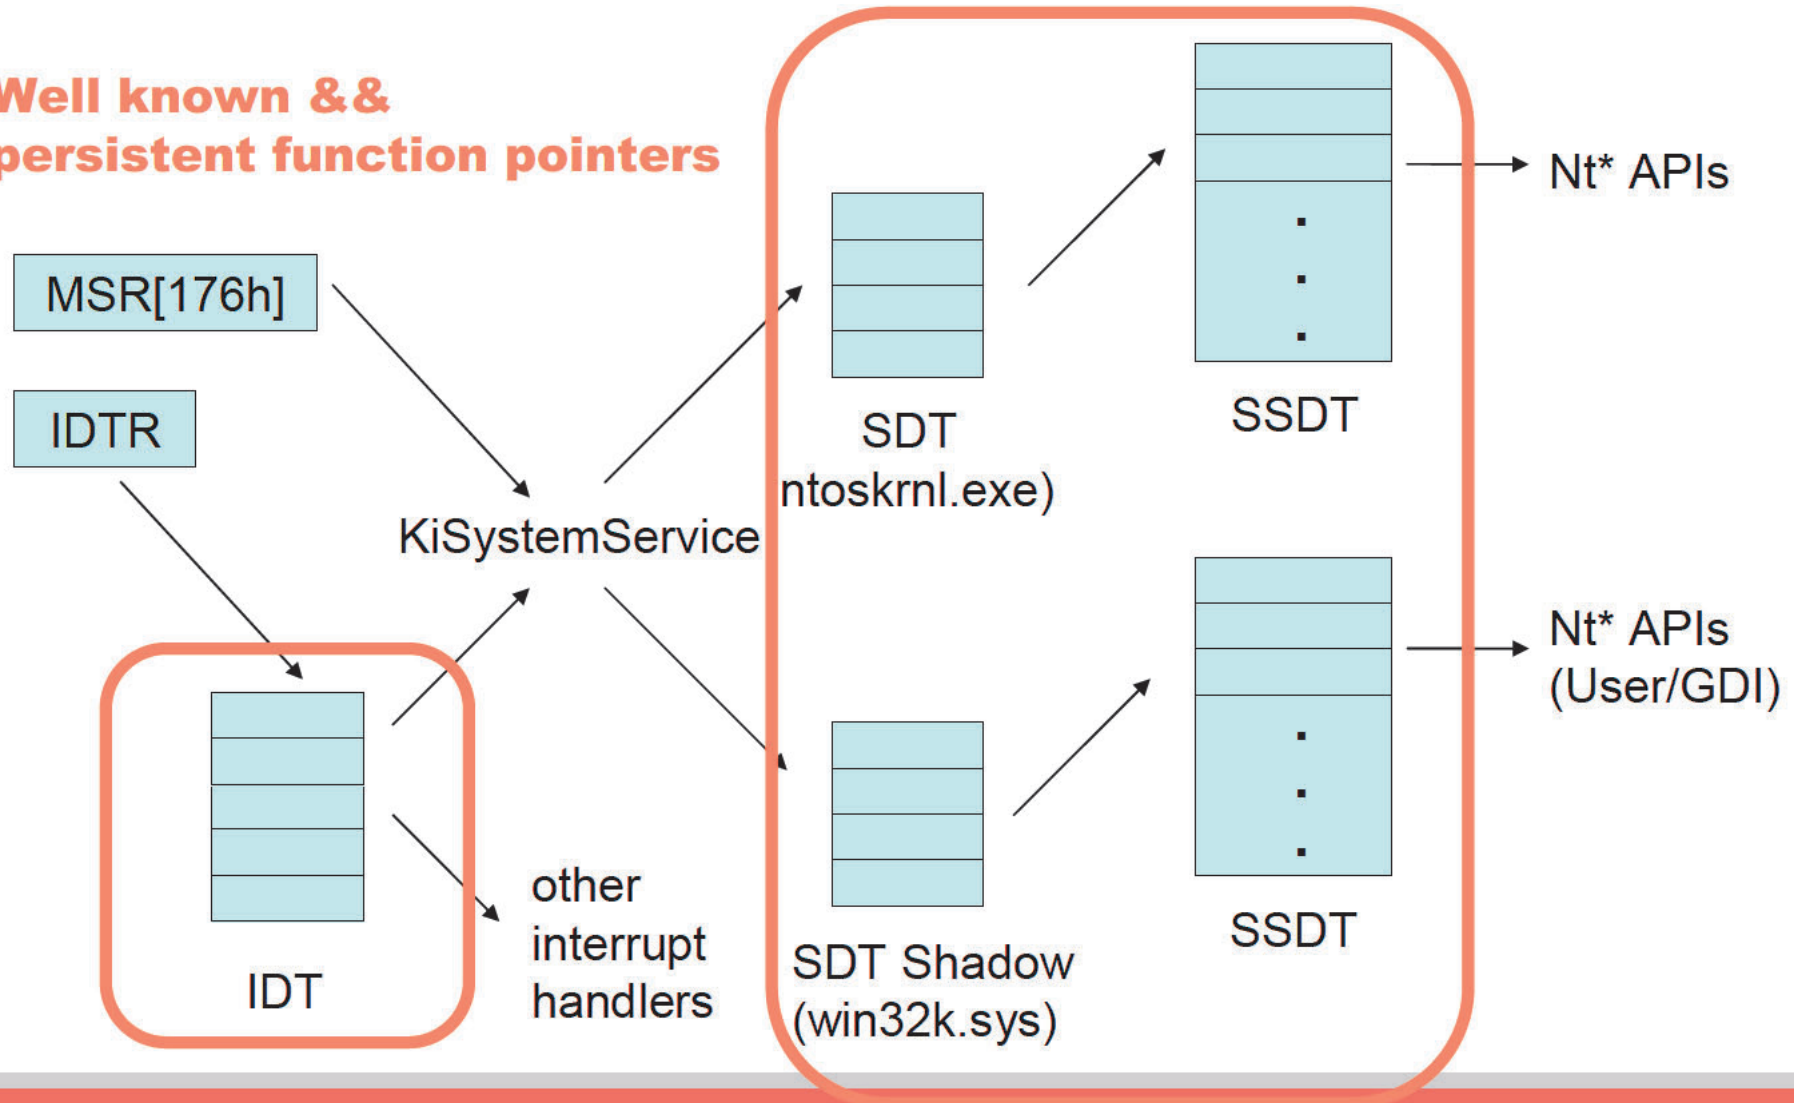 Well known &&
persistent function pointers
MSR[176h]
IDTR
KiSystemService
IDT
other
interrupt
handlers
SDT
ntoskrnl.exe)
SDT Shadow
(win32k.sys)
SSDT
SSDT
Nt* APIs
Nt* APIs
(User/GDI)